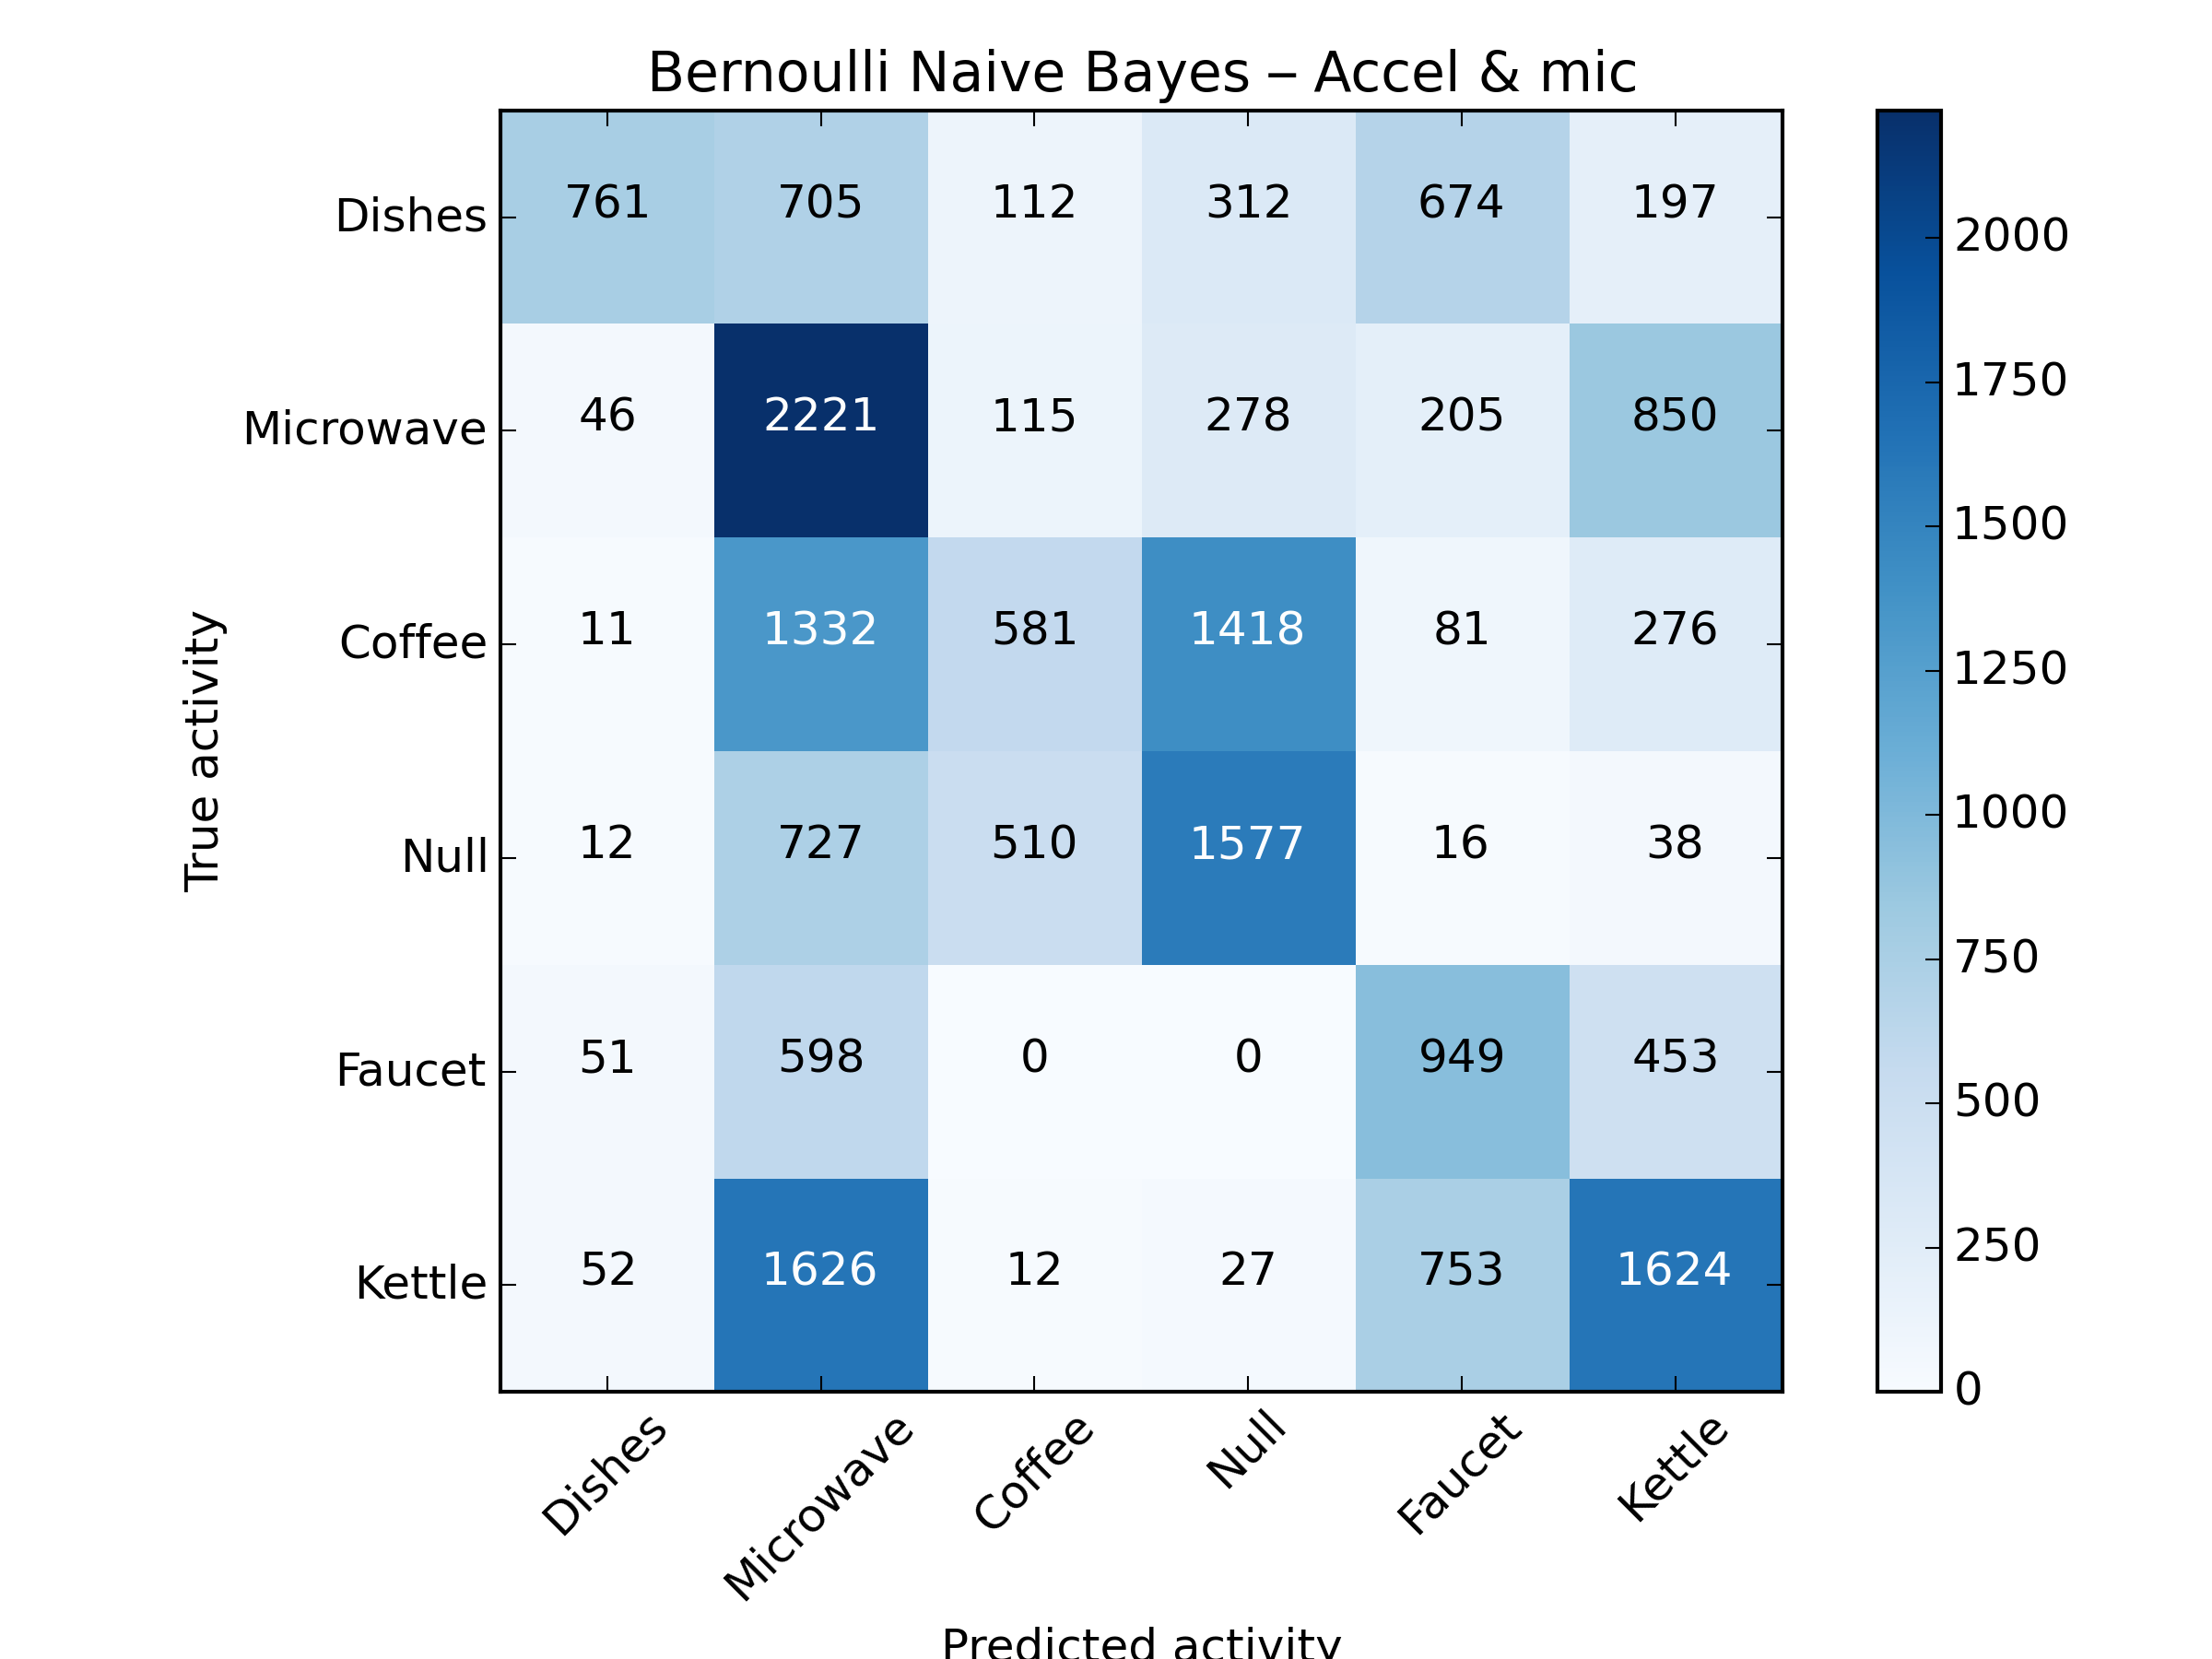 Bernoulli Naive Bayes – Accel & mic
Dishes 761 705 112 312 674 197
Microwave 46 2221 115 278 205 850
Coffee 11 1332 581 1418 81 276
Null 12 727 510 1577 16 38
Faucet 51 598 0 0 949 453
Kettle 52 1626 12 27 753 1624
True activity
Dishes Microwave Coffee Null Faucet Kettle
Predicted activity
2000
1750
1500
1250
1000
750
500
250
0